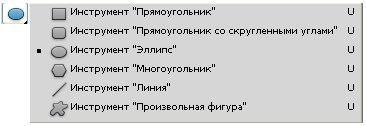 Инструмент "Прямоугольник" U
Инструмент "Прямоугольник со скругленными углами" U
Инструмент "Эллипс" U
Инструмент "Многоугольник" U
Инструмент "Линия" U
Инструмент "Произвольная фигура" U